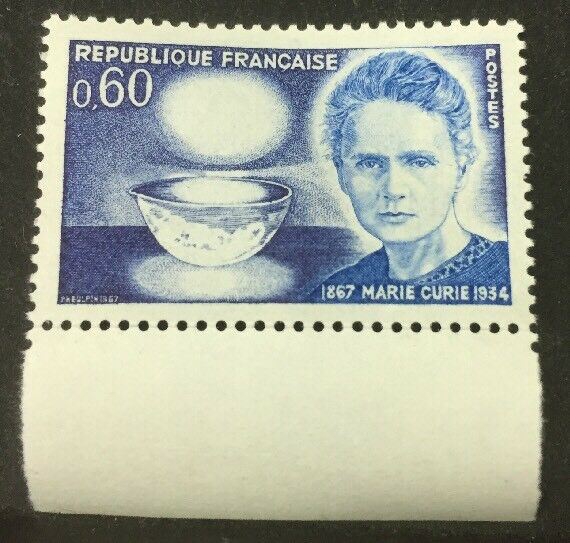 REPUBLIQUE FRANÇAISE
0,60
POSTES
1867 MARIE CURIE 1934